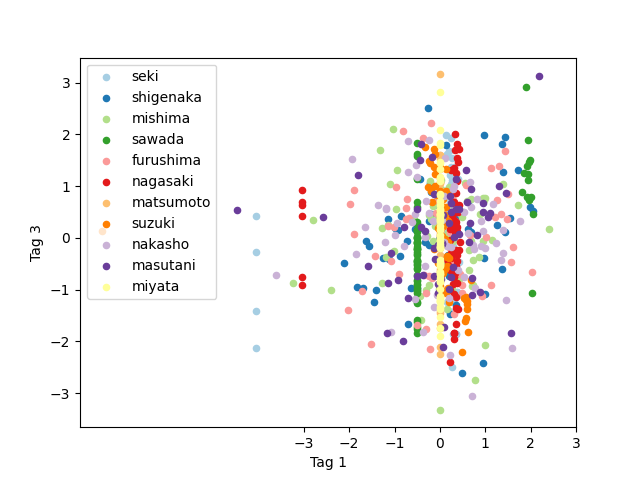 seki
shigenaka
mishima
sawada
furushima
nagasaki
matsumoto
suzuki
nakasho
masutani
miyata
Tag 3
3
2
1
0
−1
−2
−3
−3 −2 −1 0 1 2 3
Tag 1